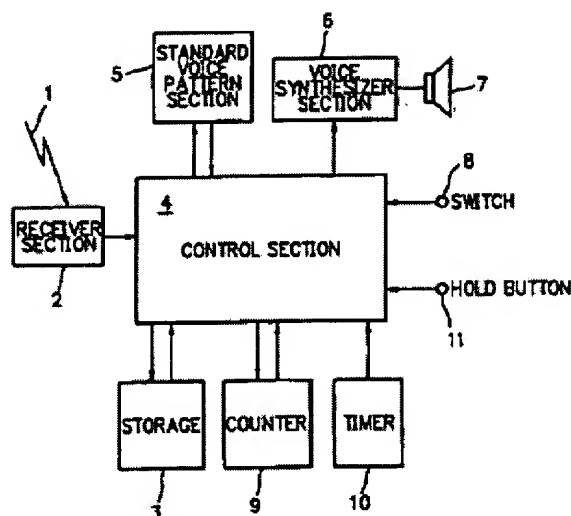 6
5
STANDARD
VOICE
PATTERN
SECTION
VOICE
SYNTHESIZER
SECTION
7
1
8
4
SWITCH
RECEIVER
SECTION
CONTROL SECTION
2
HOLD BUTTON
11
STORAGE
COUNTER
TIMER
3
9
10